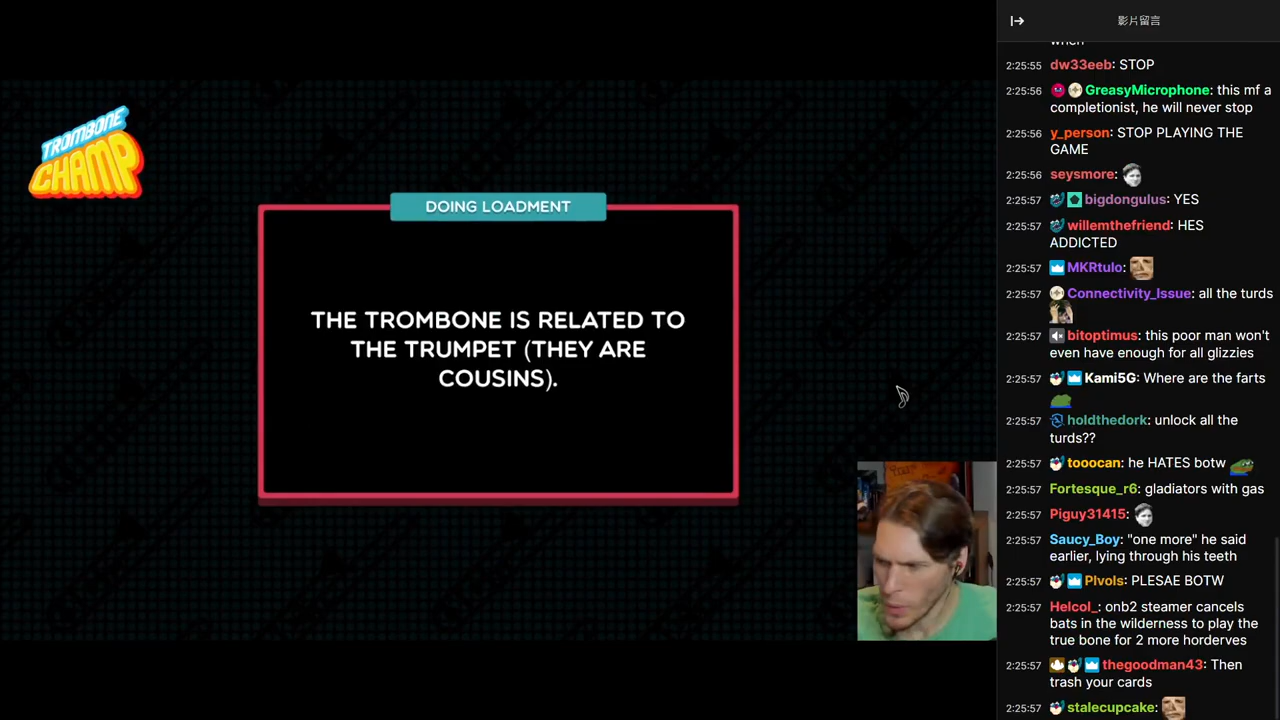 TROMBONE
CHAMP
DOING LOADMENT
THE TROMBONE IS RELATED TO
THE TRUMPET (THEY ARE
COUSINS).
影片留言
when
2:25:55 dw33eeb: STOP
2:25:56 GreasyMicrophone: this mf a
completionist, he will never stop
2:25:56 y_person: STOP PLAYING THE
GAME
2:25:56 seysmore:
2:25:57 bigdongulus: YES
2:25:57 willemthefriend: HES
ADDICTED
2:25:57 MKRtulo:
2:25:57 Connectivity_Issue: all the turds
2:25:57 bitoptimus: this poor man won't
even have enough for all glizzies
2:25:57 Kami5G: Where are the farts
2:25:57 holdthedork: unlock all the
turds??
2:25:57 tooocan: he HATES botw
2:25:57 Fortesque_r6: gladiators with gas
2:25:57 Piguy31415:
2:25:57 Saucy_Boy: "one more" he said
earlier, lying through his teeth
2:25:57 Plvols: PLESAE BOTW
2:25:57 Helcol_: onb2 steamer cancels
bats in the wilderness to play the
true bone for 2 more horderves
2:25:57 thegoodman43: Then
trash your cards
2:25:57 stalecupcake: